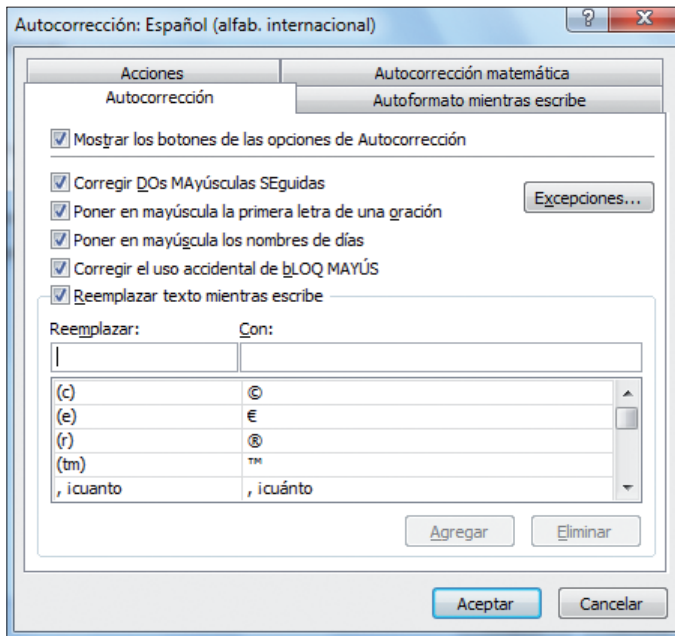 Autocorrección: Español (alfab. internacional)
? X
Acciones
Autocorrección matemática
Autocorrección
Autoformato mientras escribe
Mostrar los botones de las opciones de Autocorrección
Corregir DOs MAyúsculas SEguidas
Excepciones...
Poner en mayúscula la primera letra de una oración
Poner en mayúscula los nombres de días
Corregir el uso accidental de bLOQ MAYÚS
Reemplazar texto mientras escribe
Reemplazar: Con:
(c) ©
(e) €
(r) ®
(tm) ™
, icuanto , icuánto
Agregar Eliminar
Aceptar Cancelar